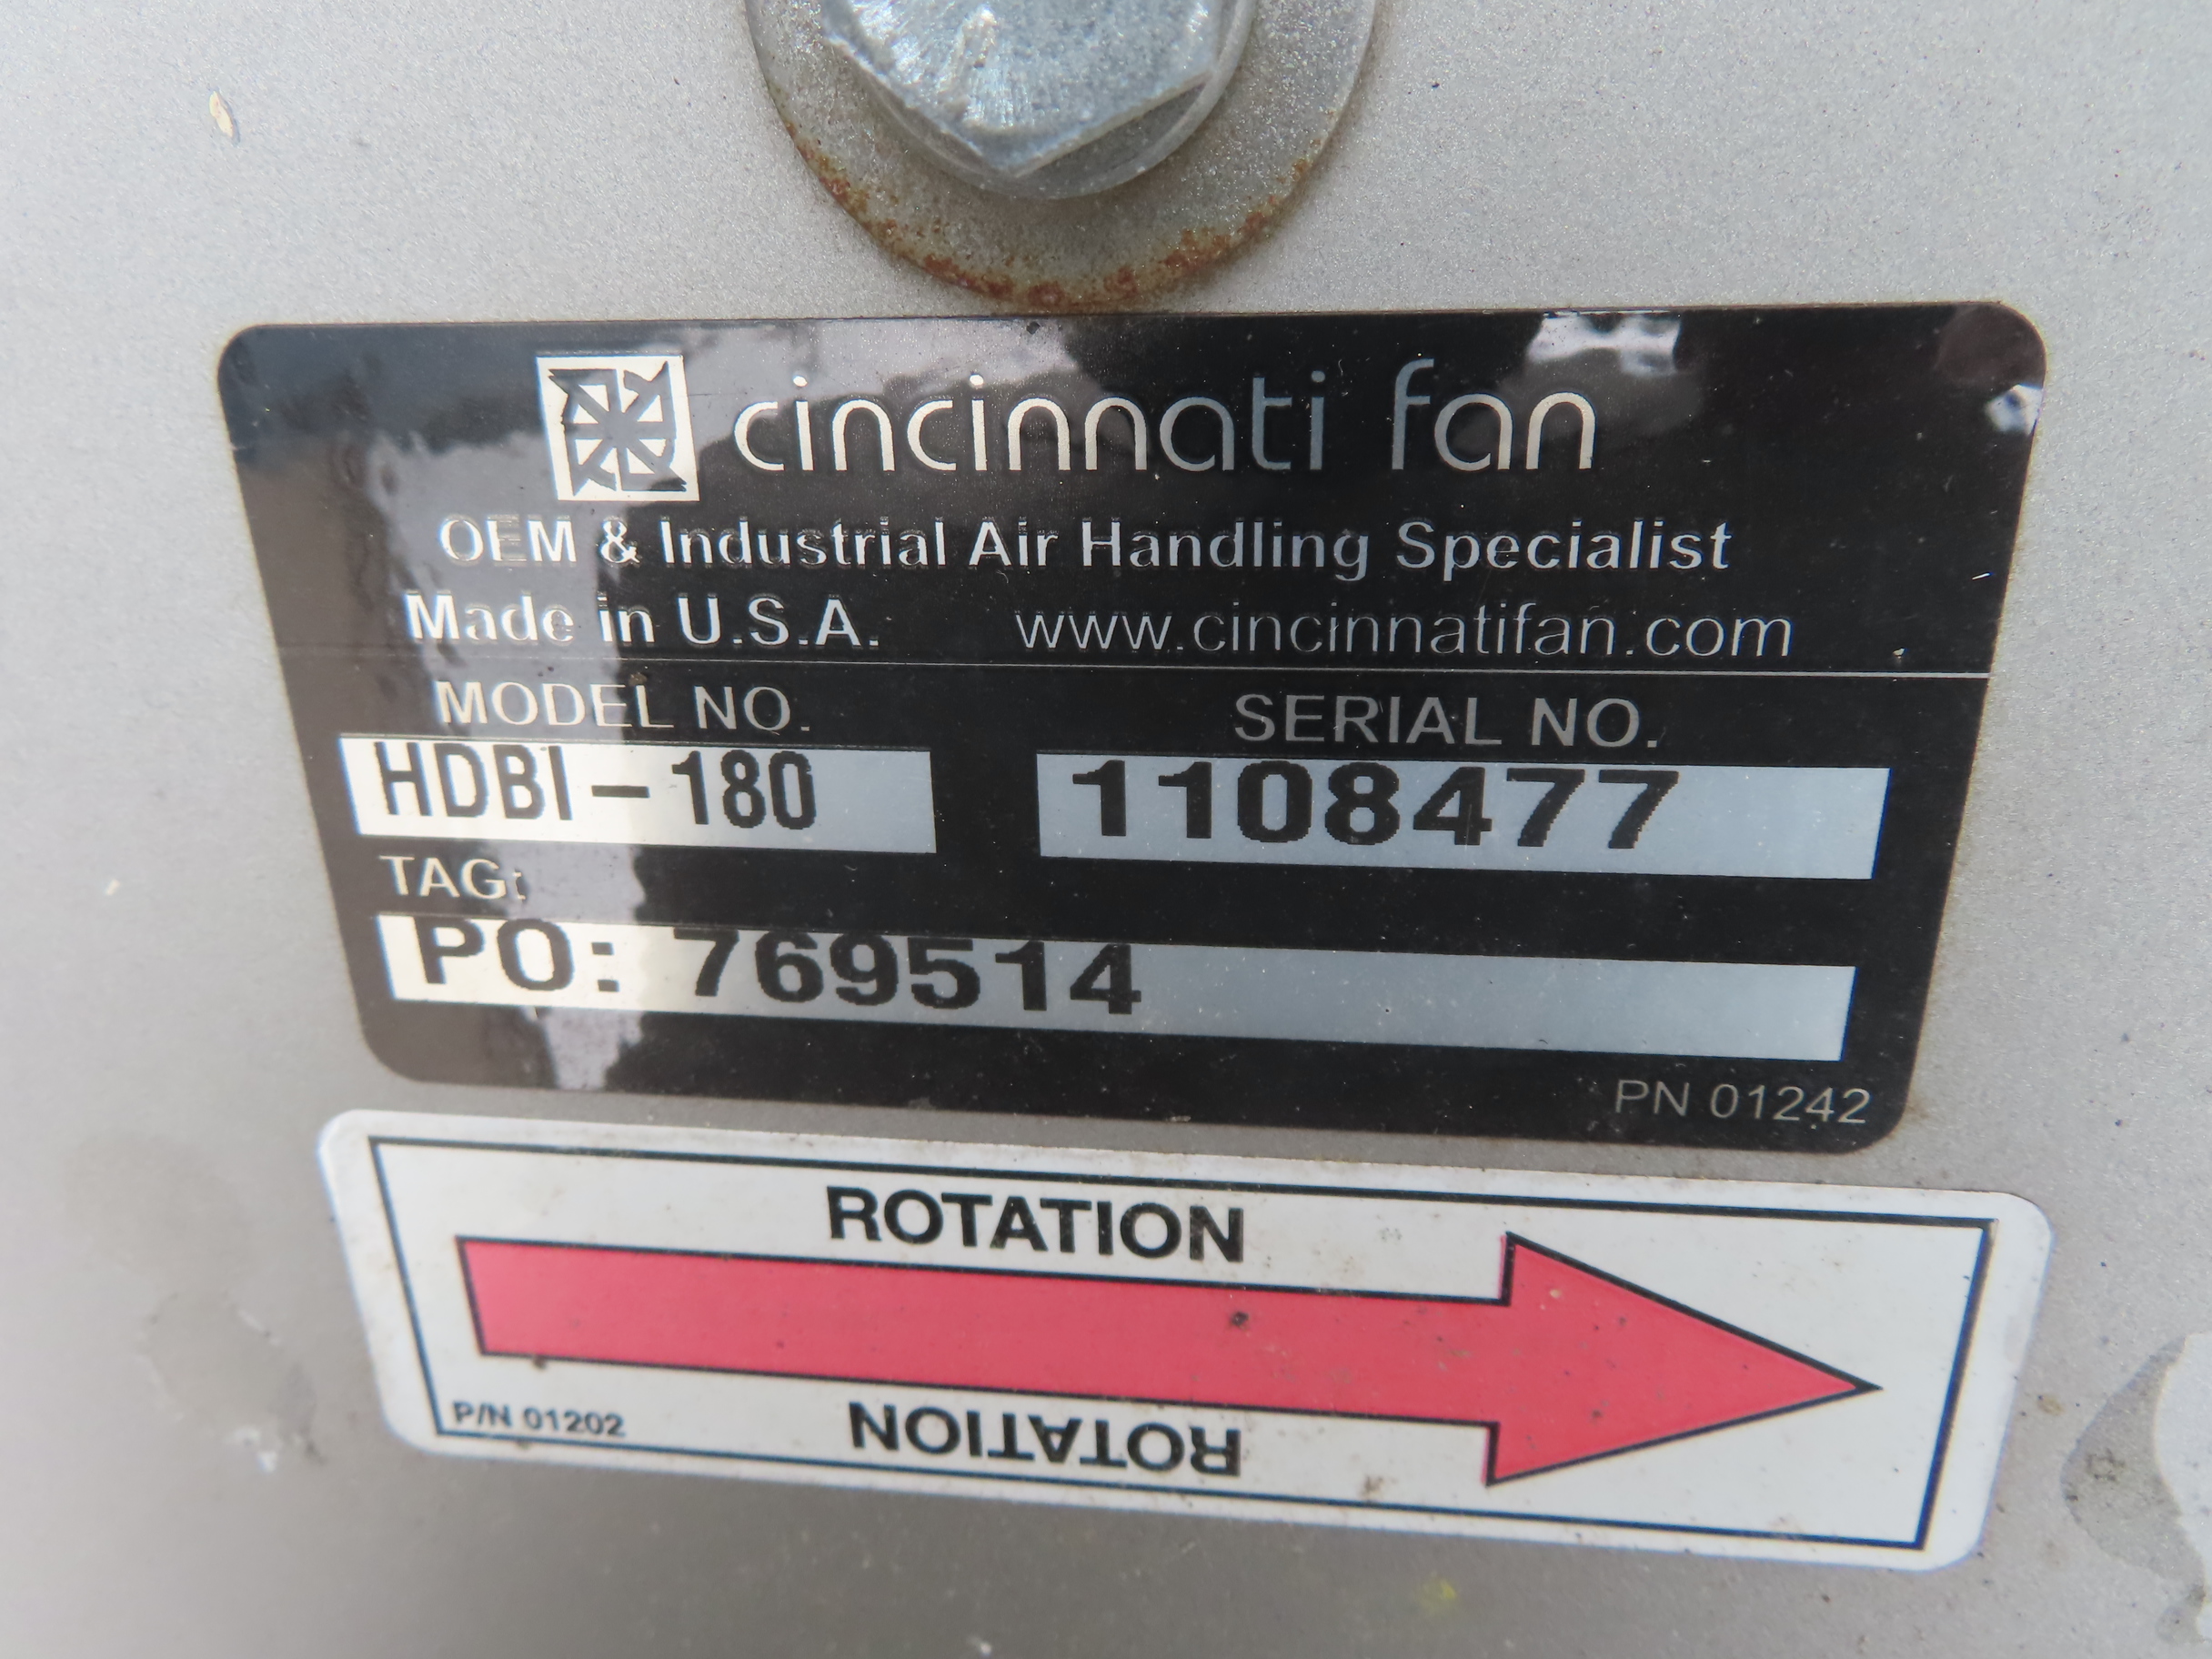 cincinnati fan
OEM & Industrial Air Handling Specialist
Made in U.S.A. www.cincinnatifan.com
MODEL NO. SERIAL NO.
HDBI-180 1108477
TAG:
PO: 769514
PN 01242
ROTATION
P/N 01202
ROTATION